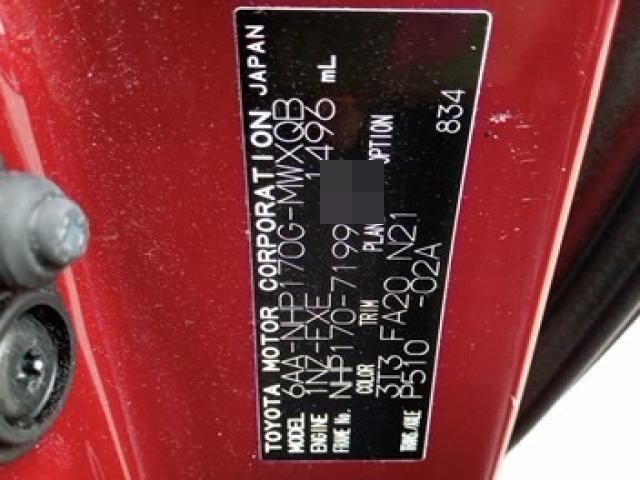 TOYOTA MOTOR CORPORATION JAPAN
MODEL 6AA-NHP170G-MWXQB
ENGINE 1NZ-FXE 1496 mL
FRAME No. NHP170-7199
COLOR TRIM PLANT OPTION
3T3 FA20 N21
TRANS./AXLE P510 -02A
834